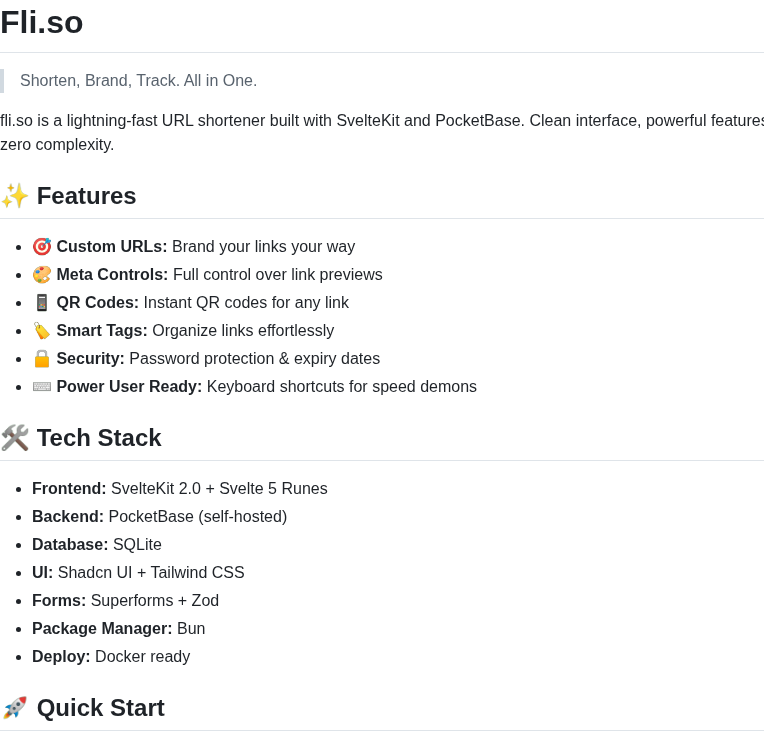 Fli.so
Shorten, Brand, Track. All in One.
fli.so is a lightning-fast URL shortener built with SvelteKit and PocketBase. Clean interface, powerful features
zero complexity.
✨ Features
🎯 Custom URLs: Brand your links your way
🎨 Meta Controls: Full control over link previews
📱 QR Codes: Instant QR codes for any link
🏷️ Smart Tags: Organize links effortlessly
🔒 Security: Password protection & expiry dates
⌨️ Power User Ready: Keyboard shortcuts for speed demons
🛠️ Tech Stack
Frontend: SvelteKit 2.0 + Svelte 5 Runes
Backend: PocketBase (self-hosted)
Database: SQLite
UI: Shadcn UI + Tailwind CSS
Forms: Superforms + Zod
Package Manager: Bun
Deploy: Docker ready
🚀 Quick Start